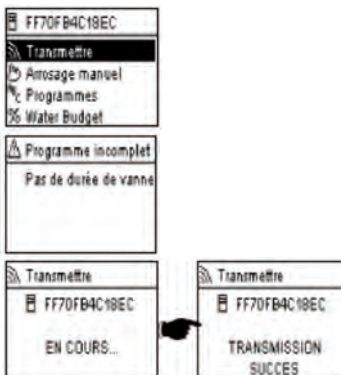 FF70FB4C18EC
Transmettre
Arrosage manuel
Programmes
Water Budget
Programme incomplet
Pas de durée de vanne
Transmettre
FF70FB4C18EC
EN COURS...
Transmettre
FF70FB4C18EC
TRANSMISSION
SUCCES